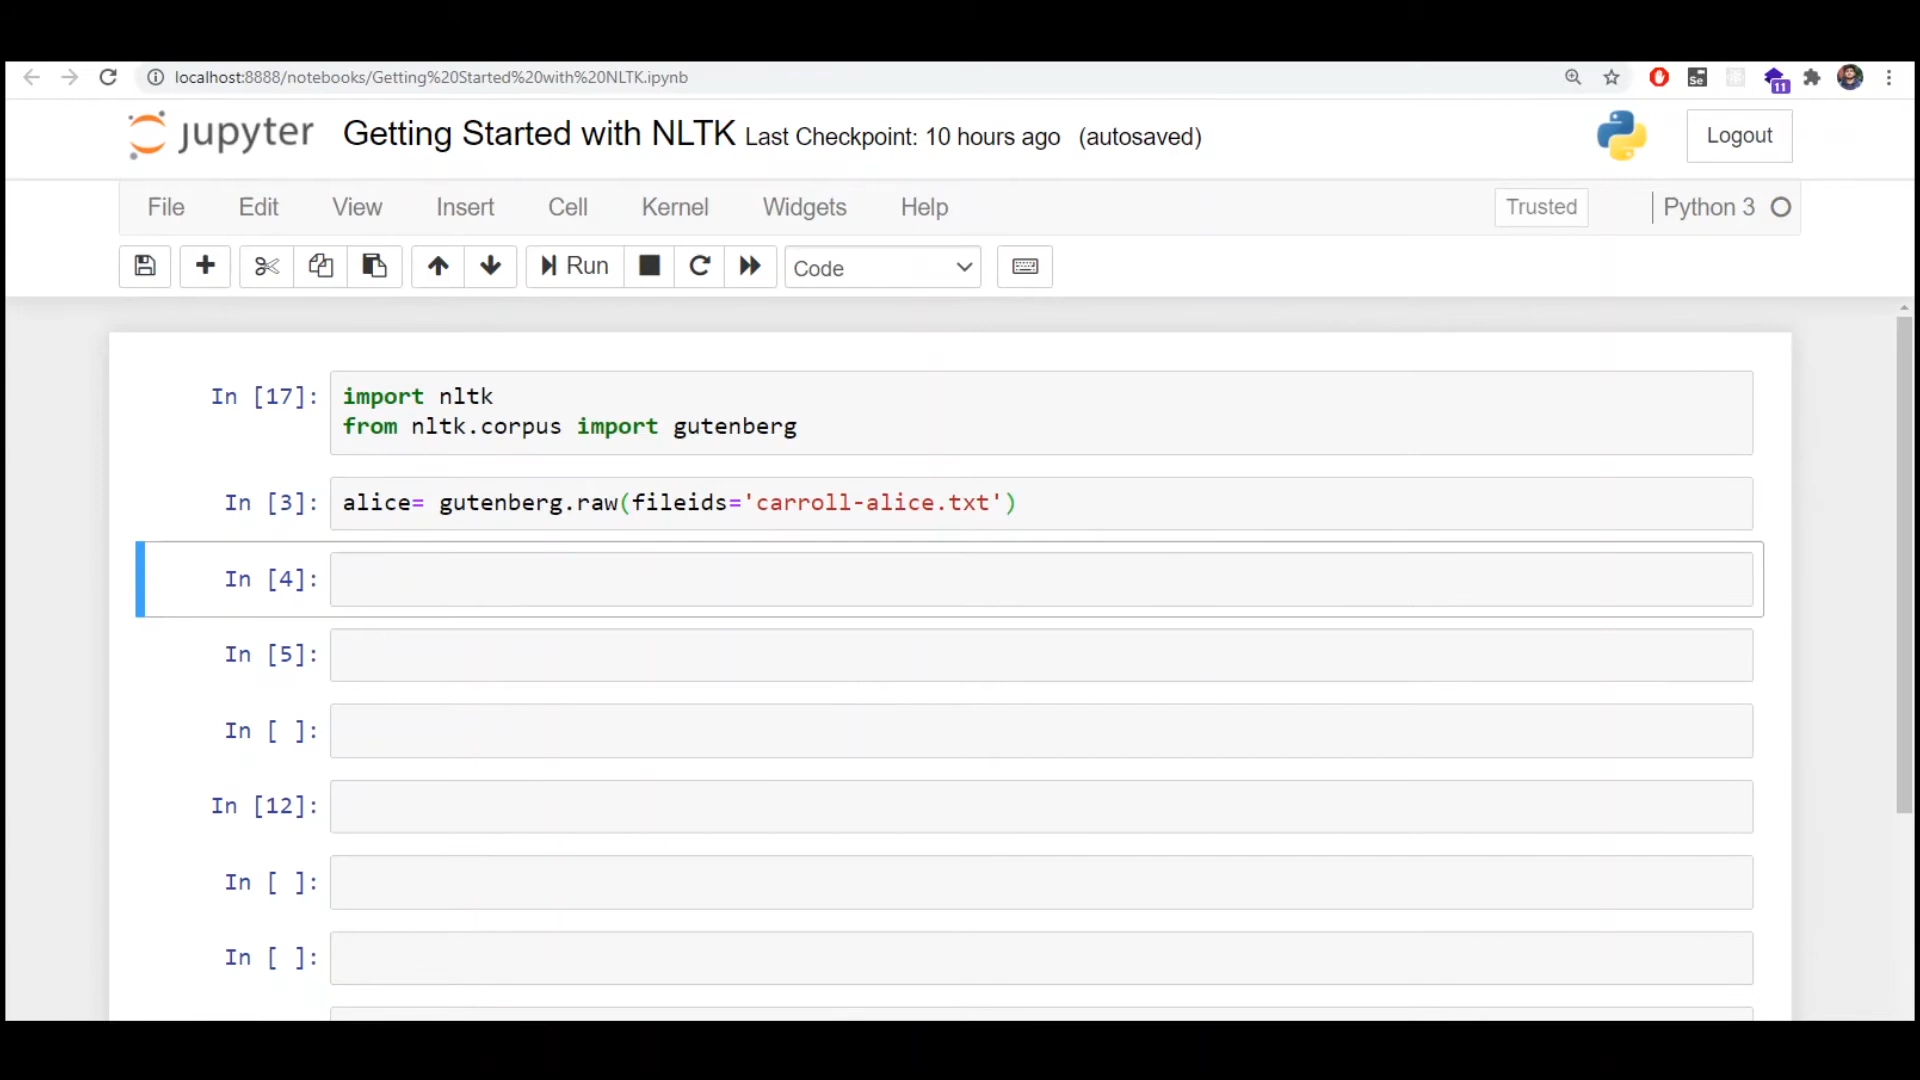 localhost:8888/notebooks/Getting%20Started%20with%20NLTK.ipynb
Se
11
jupyter Getting Started with NLTK Last Checkpoint: 10 hours ago (autosaved)
Logout
File Edit View Insert Cell Kernel Widgets Help Trusted Python 3
Run Code
In [17]: import nltk
from nltk.corpus import gutenberg
In [3]: alice= gutenberg.raw(fileids='carroll-alice.txt')
In [4]:
In [5]:
In [ ]:
In [12]:
In [ ]:
In [ ]: